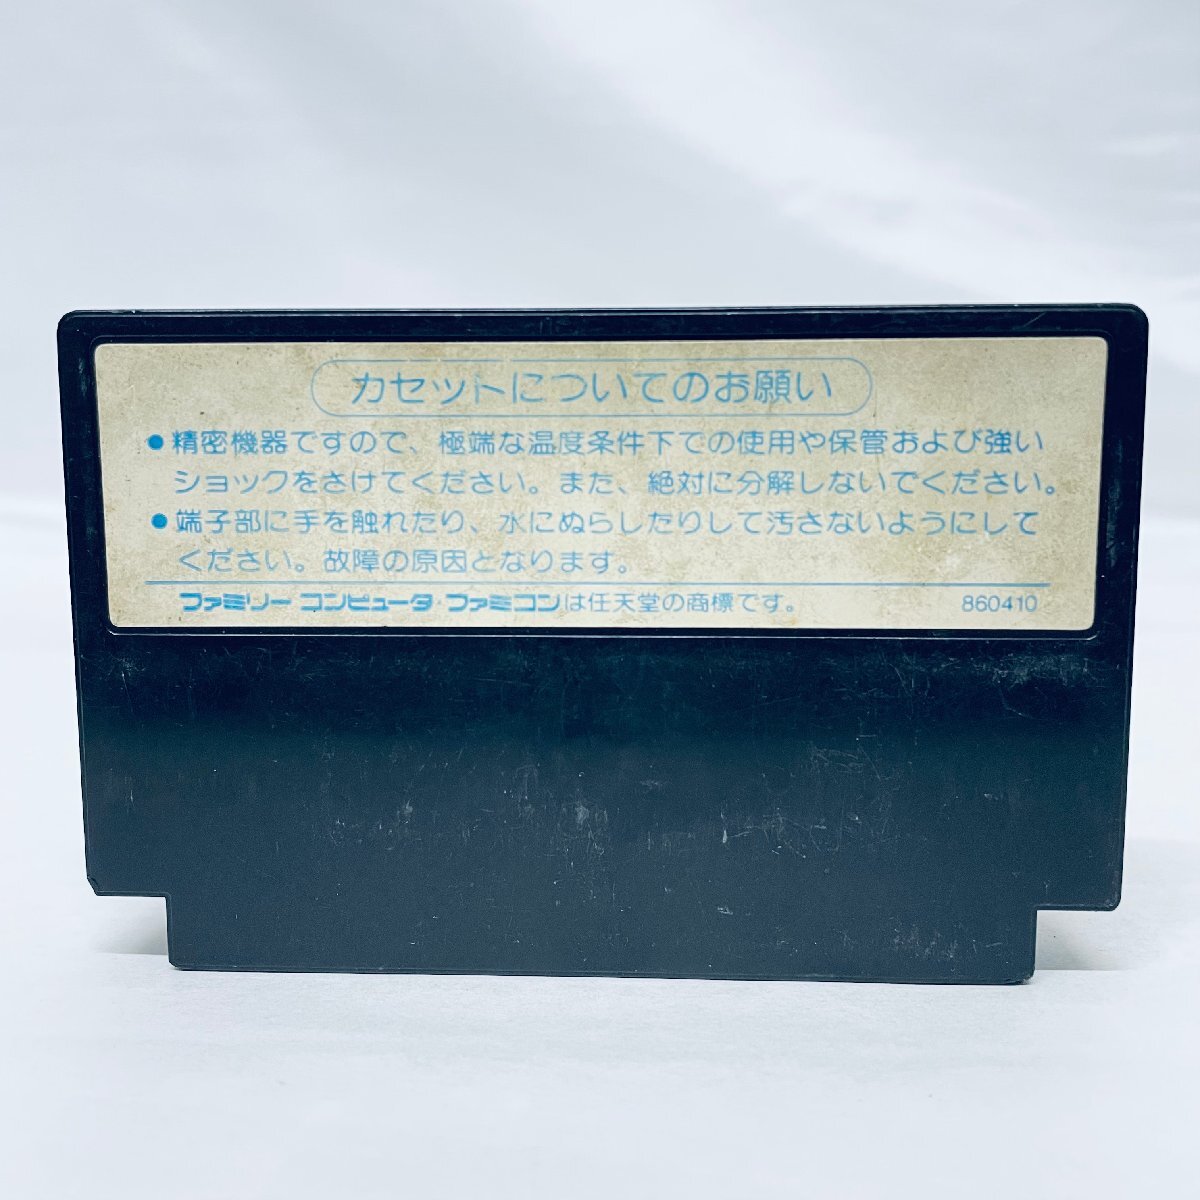 カセットについてのお願い
●精密機器ですので、極端な温度条件下での使用や保管および強い
ショックをさけてください。また、絶対に分解しないでください。
●端子部に手を触れたり、水にぬらしたりして汚さないようにして
ください。故障の原因となります。
ファミリーコンピュータ・ファミコンは任天堂の商標です。 860410